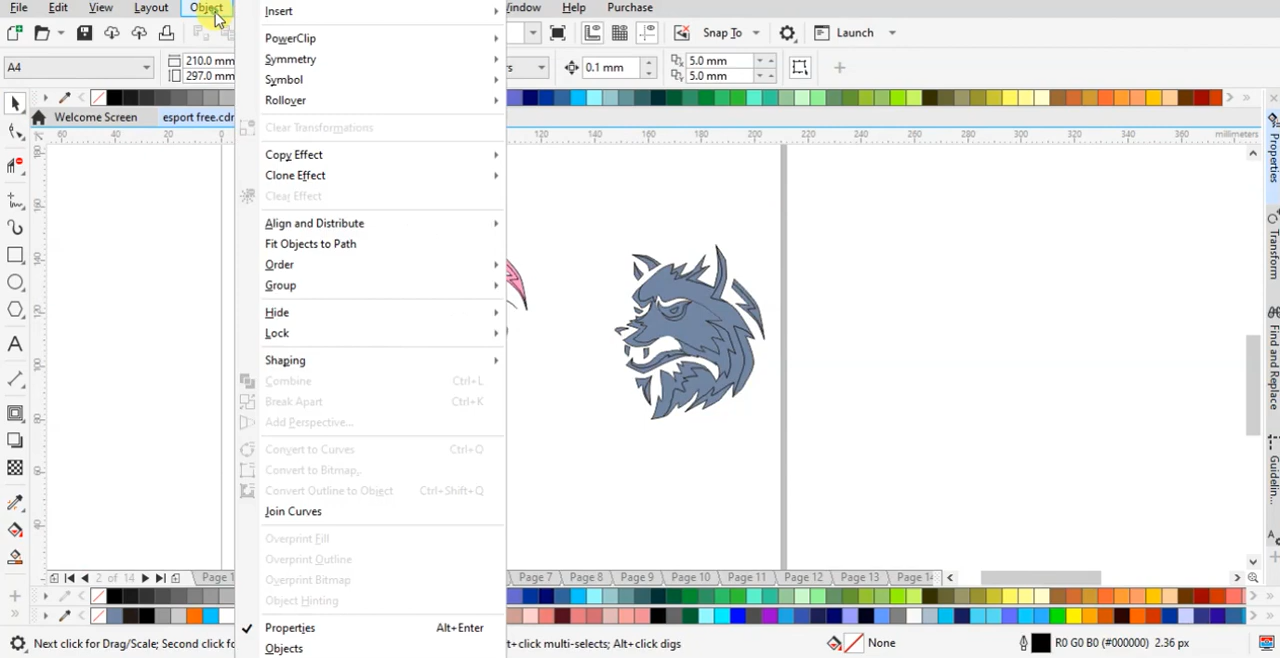 File Edit View Layout Object Window Help Purchase
Snap To Launch
A4 210.0 mm 297.0 mm 0.1 mm 5.0 mm 5.0 mm
Welcome Screen esport free.cdr
60 40 20 0 120 140 160 180 200 220 240 260 280 300 320 340 360 millimeters
Insert
PowerClip
Symmetry
Symbol
Rollover
Clear Transformations
Copy Effect
Clone Effect
Clear Effect
Align and Distribute
Fit Objects to Path
Order
Group
Hide
Lock
Shaping
Combine Ctrl+L
Break Apart Ctrl+K
Add Perspective...
Convert to Curves Ctrl+Q
Convert to Bitmap...
Convert Outline to Object Ctrl+Shift+Q
Join Curves
Overprint Fill
Overprint Outline
Overprint Bitmap
Object Hinting
Properties Alt+Enter
Objects
Properties
Transform
Find and Replace
Guidelin...
2 of 14 Page 1 Page 7 Page 8 Page 9 Page 10 Page 11 Page 12 Page 13 Page 14
Next click for Drag/Scale; Second click fo t+click multi-selects; Alt+click digs None R0 G0 B0 (#000000) 2.36 px